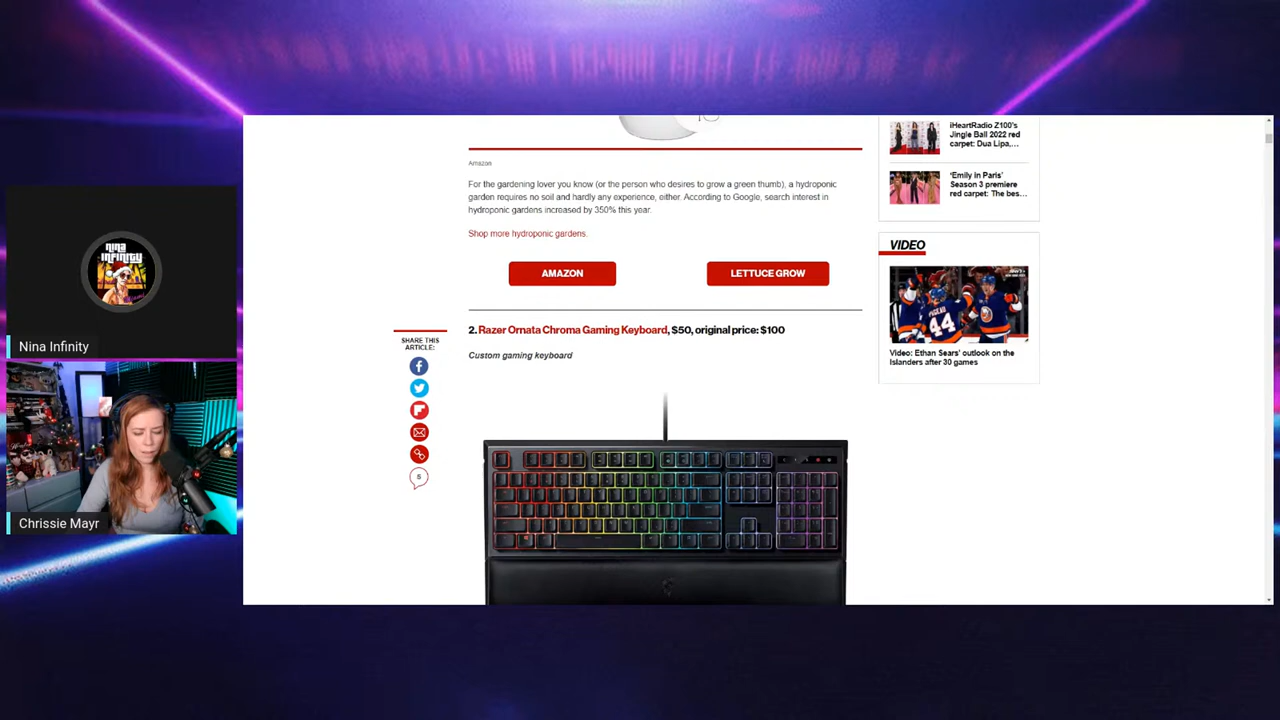 iHeartRadio Z100's
Jingle Ball 2022 red
carpet: Dua Lipa,...
'Emily in Paris'
Season 3 premiere
red carpet: The bes...
Amazon
For the gardening lover you know (or the person who desires to grow a green thumb), a hydroponic
garden requires no soil and hardly any experience, either. According to Google, search interest in
hydroponic gardens increased by 350% this year.
Shop more hydroponic gardens.
AMAZON
LETTUCE GROW
VIDEO
44
Video: Ethan Sears' outlook on the
Islanders after 30 games
2. Razer Ornata Chroma Gaming Keyboard, $50, original price: $100
Custom gaming keyboard
SHARE THIS
ARTICLE:
5
NINA
INFINITY
Nina Infinity
Chrissie Mayr